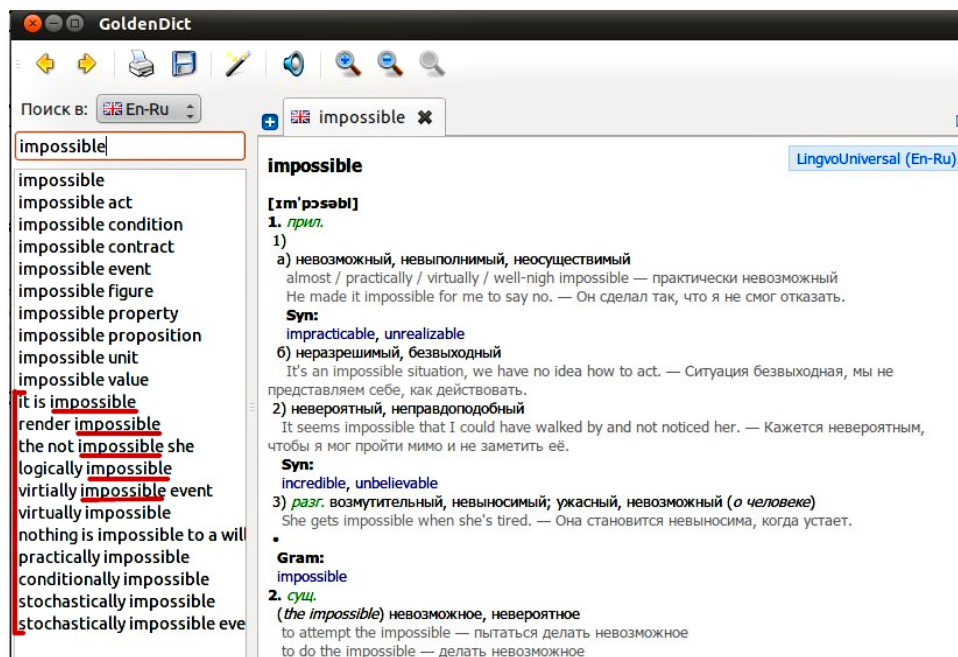 GoldenDict
Поиск в: En-Ru
impossible
impossible
impossible act
impossible condition
impossible contract
impossible event
impossible figure
impossible property
impossible proposition
impossible unit
impossible value
it is impossible
render impossible
the not impossible she
logically impossible
virtially impossible event
virtually impossible
nothing is impossible to a will
practically impossible
conditionally impossible
stochastically impossible
stochastically impossible eve
impossible
impossible
LingvoUniversal (En-Ru)
[ɪm'pɔsəbl]
1. прил.
1)
а) невозможный, невыполнимый, неосуществимый
almost / practically / virtually / well-nigh impossible — практически невозможный
He made it impossible for me to say no. — Он сделал так, что я не смог отказать.
Syn:
impracticable, unrealizable
б) неразрешимый, безвыходный
It's an impossible situation, we have no idea how to act. — Ситуация безвыходная, мы не
представляем себе, как действовать.
2) невероятный, неправдоподобный
It seems impossible that I could have walked by and not noticed her. — Кажется невероятным,
чтобы я мог пройти мимо и не заметить её.
Syn:
incredible, unbelievable
3) разг. возмутительный, невыносимый; ужасный, невозможный (о человеке)
She gets impossible when she's tired. — Она становится невыносима, когда устает.
•
Gram:
impossible
2. сущ.
(the impossible) невозможное, невероятное
to attempt the impossible — пытаться делать невозможное
to do the impossible — делать невозможное